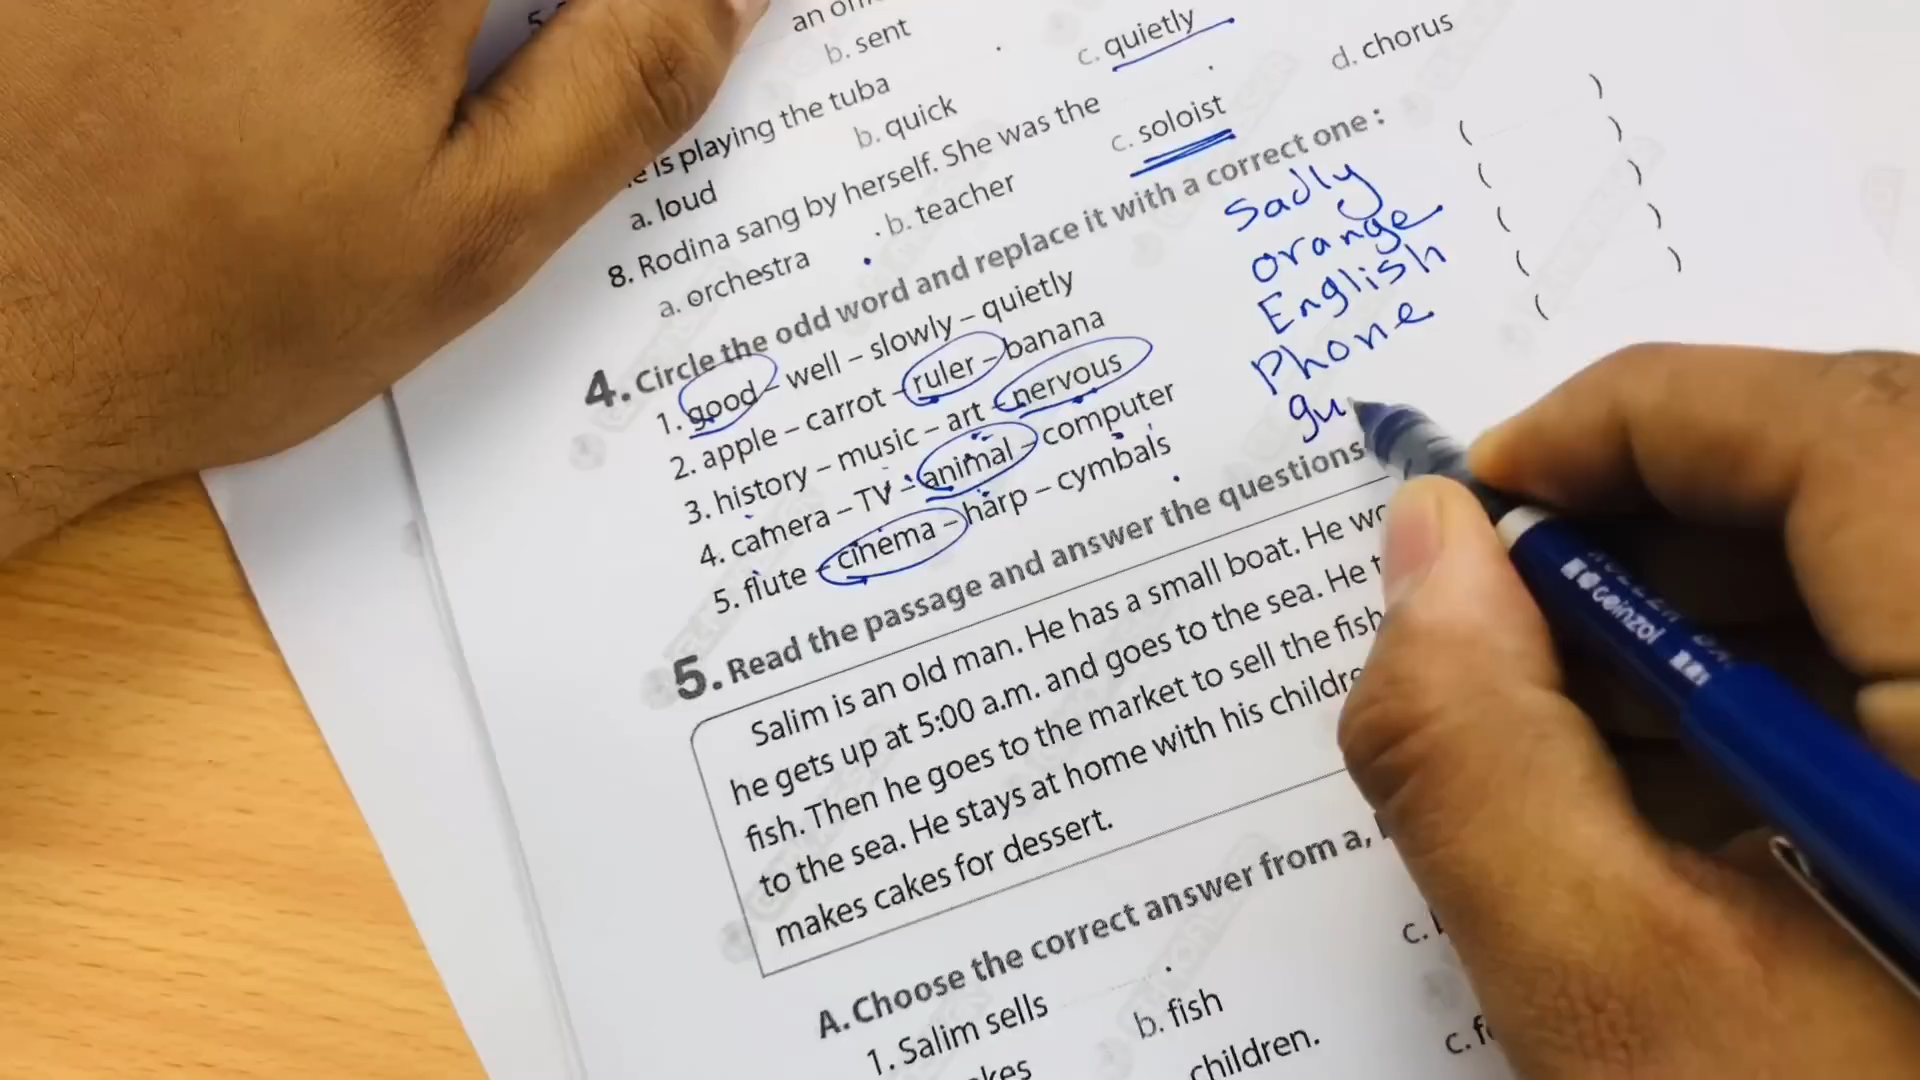 b. sent
c. quietly
is playing the tuba
a. loud
b. quick
d. chorus
8. Rodina sang by herself. She was the
a. orchestra
b. teacher
c. soloist
4. Circle the odd word and replace it with a correct one :
1. good – well – slowly – quietly
Sadly
( )
2. apple – carrot – ruler – banana
orange
( )
3. history – music – art – nervous
English
( )
4. camera – TV – animal – computer
Phone
( )
5. flute – cinema – harp – cymbals
gu
( )
5. Read the passage and answer the questions
Salim is an old man. He has a small boat. He
he gets up at 5:00 a.m. and goes to the sea. He
fish. Then he goes to the market to sell the fish
to the sea. He stays at home with his
makes cakes for dessert.
A. Choose the correct answer from a,
1. Salim sells
b. fish
c.
children.
c.